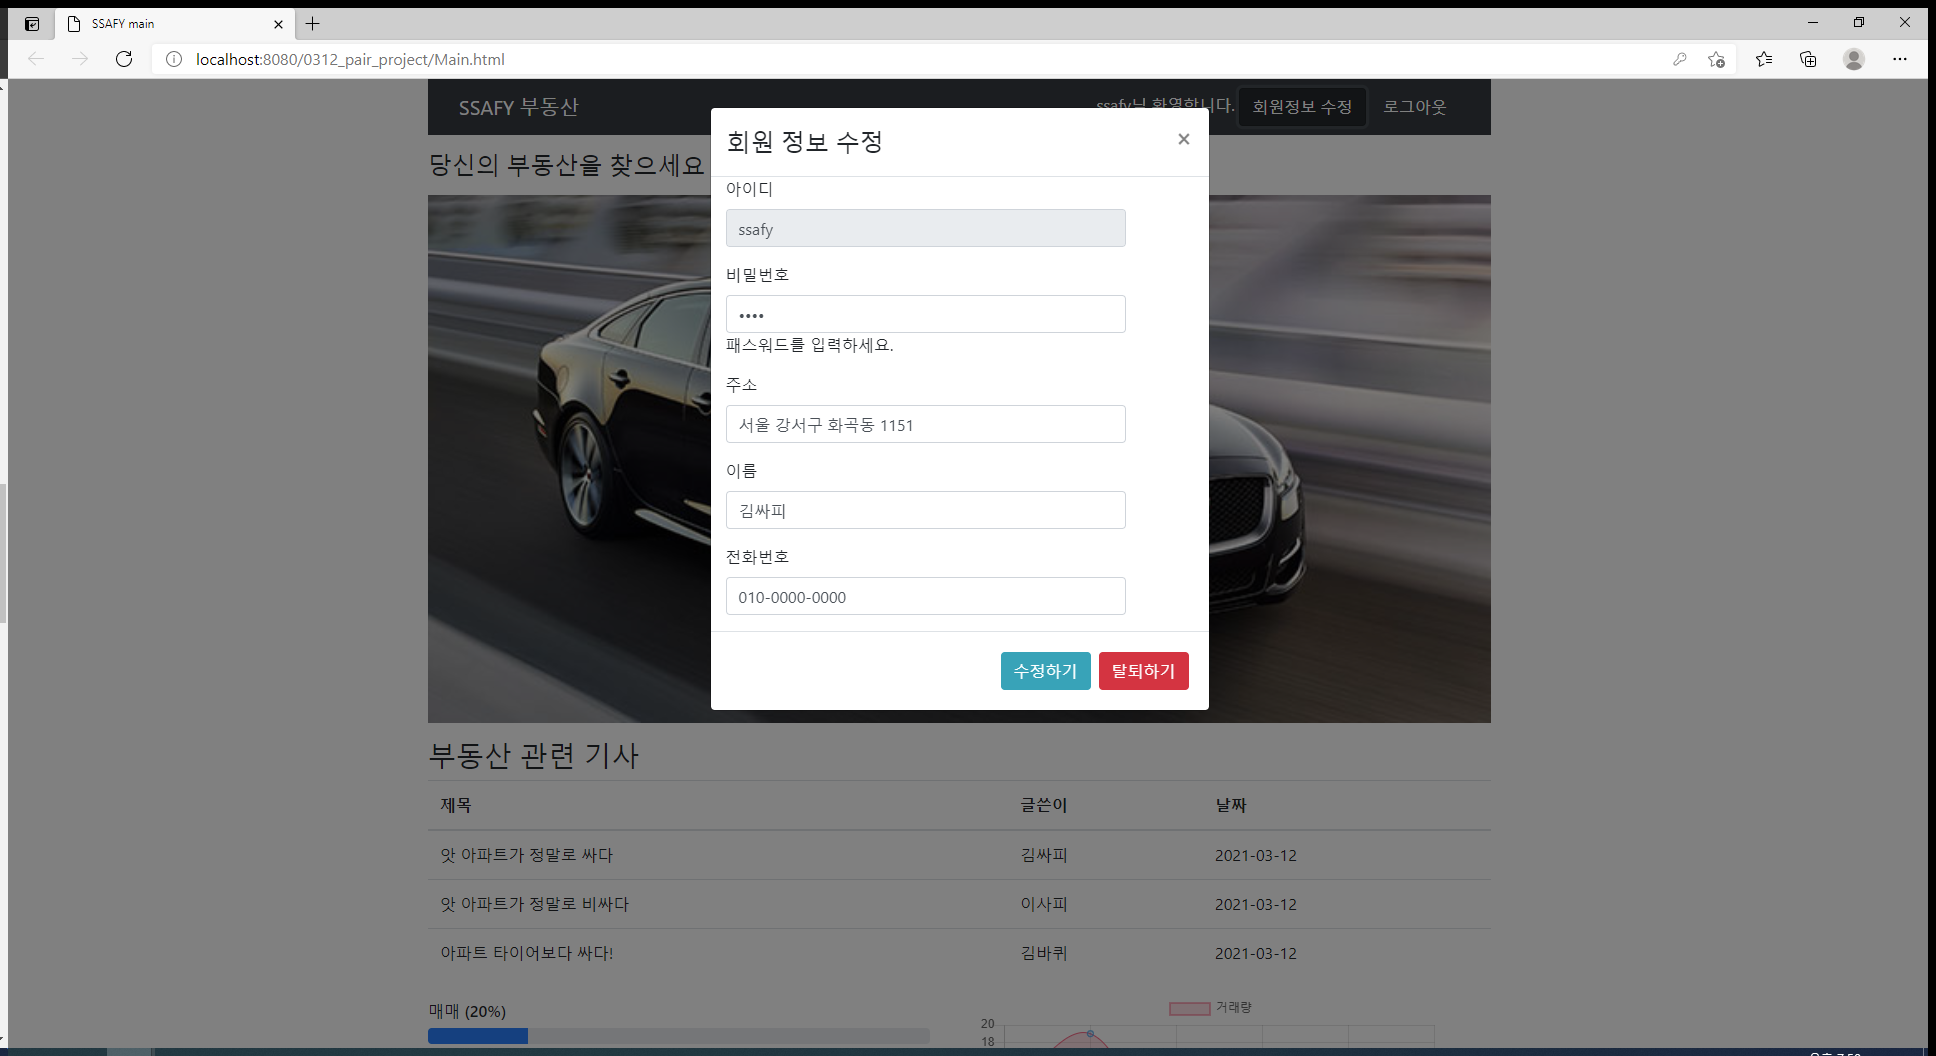 SSAFY main
localhost:8080/0312_pair_project/Main.html
SSAFY 부동산
ssafy님 환영합니다. 회원정보 수정 로그아웃
당신의 부동산을 찾으세요
회원 정보 수정 ×
아이디
ssafy
비밀번호
••••
패스워드를 입력하세요.
주소
서울 강서구 화곡동 1151
이름
김싸피
전화번호
010-0000-0000
수정하기 탈퇴하기
부동산 관련 기사
제목 글쓴이 날짜
앗 아파트가 정말로 싸다 김싸피 2021-03-12
앗 아파트가 정말로 비싸다 이사피 2021-03-12
아파트 타이어보다 싸다! 김바퀴 2021-03-12
매매 (20%)
거래량
20
18